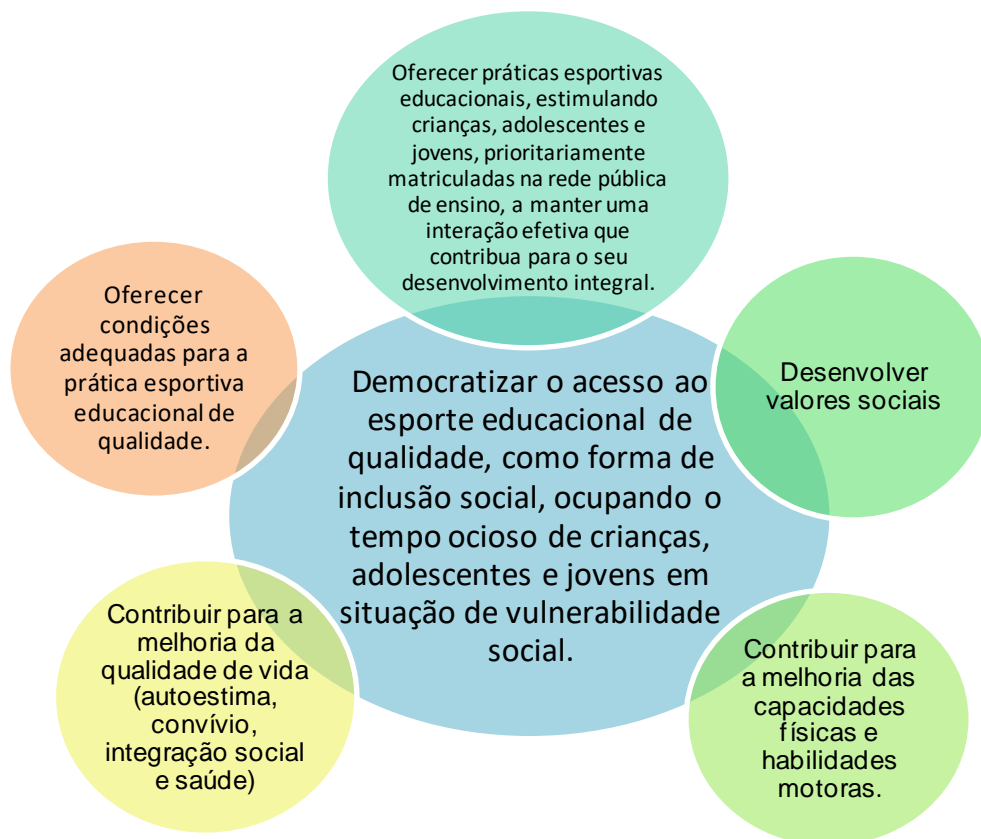 Oferecer práticas esportivas
educacionais, estimulando
crianças, adolescentes e
jovens, prioritariamente
matriculadas na rede pública
de ensino, a manter uma
interação efetiva que
contribua para o seu
desenvolvimento integral.
Oferecer
condições
adequadas para a
prática esportiva
educacional de
qualidade.
Democratizar o acesso ao
esporte educacional de
qualidade, como forma de
inclusão social, ocupando o
tempo ocioso de crianças,
adolescentes e jovens em
situação de vulnerabilidade
social.
Desenvolver
valores sociais
Contribuir para a
melhoria da
qualidade de vida
(autoestima,
convívio,
integração social
e saúde)
Contribuir para
a melhoria das
capacidades
físicas e
habilidades
motoras.